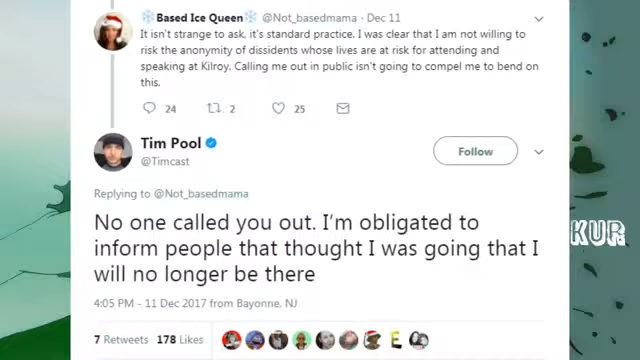 Based Ice Queen @Not_basedmama · Dec 11
It isn't strange to ask, it's standard practice. I was clear that I am not willing to
risk the anonymity of dissidents whose lives are at risk for attending and
speaking at Kilroy. Calling me out in public isn't going to compel me to bend on
this.
24 2 25
Tim Pool
@Timcast
Follow
Replying to @Not_basedmama
No one called you out. I'm obligated to
inform people that thought I was going that I
will no longer be there
4:05 PM - 11 Dec 2017 from Bayonne, NJ
7 Retweets 178 Likes
KUR